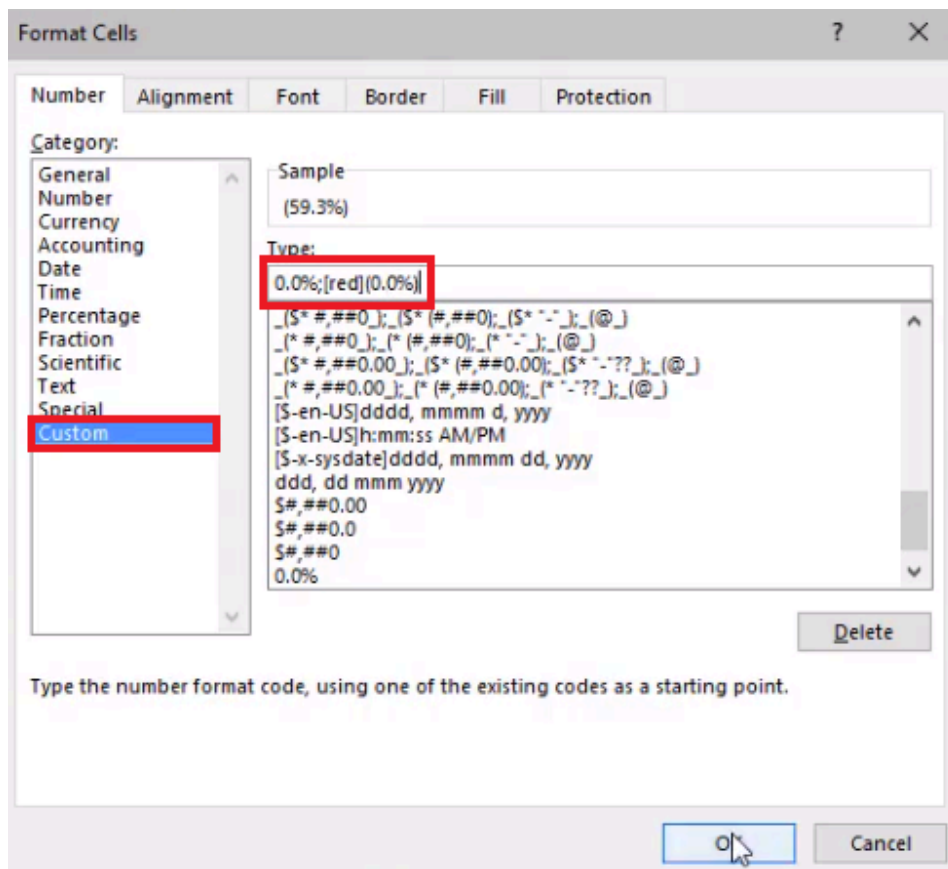 Format Cells ? ×
Number Alignment Font Border Fill Protection
Category:
General
Number
Currency
Accounting
Date
Time
Percentage
Fraction
Scientific
Text
Special
Custom
Sample
(59.3%)
Type:
0.0%;[red](0.0%)
_($* #,##0_);_($* (#,##0);_($* "-"_);_(@_)
_(* #,##0_);_(* (#,##0);_(* "-"_);_(@_)
_($* #,##0.00_);_($* (#,##0.00);_($* "-"??_);_(@_)
_(* #,##0.00_);_(* (#,##0.00);_(* "-"??_);_(@_)
[$-en-US]dddd, mmmm d, yyyy
[$-en-US]h:mm:ss AM/PM
[$-x-sysdate]dddd, mmmm dd, yyyy
ddd, dd mmm yyyy
$#,##0.00
$#,##0.0
$#,##0
0.0%
Delete
Type the number format code, using one of the existing codes as a starting point.
Cancel